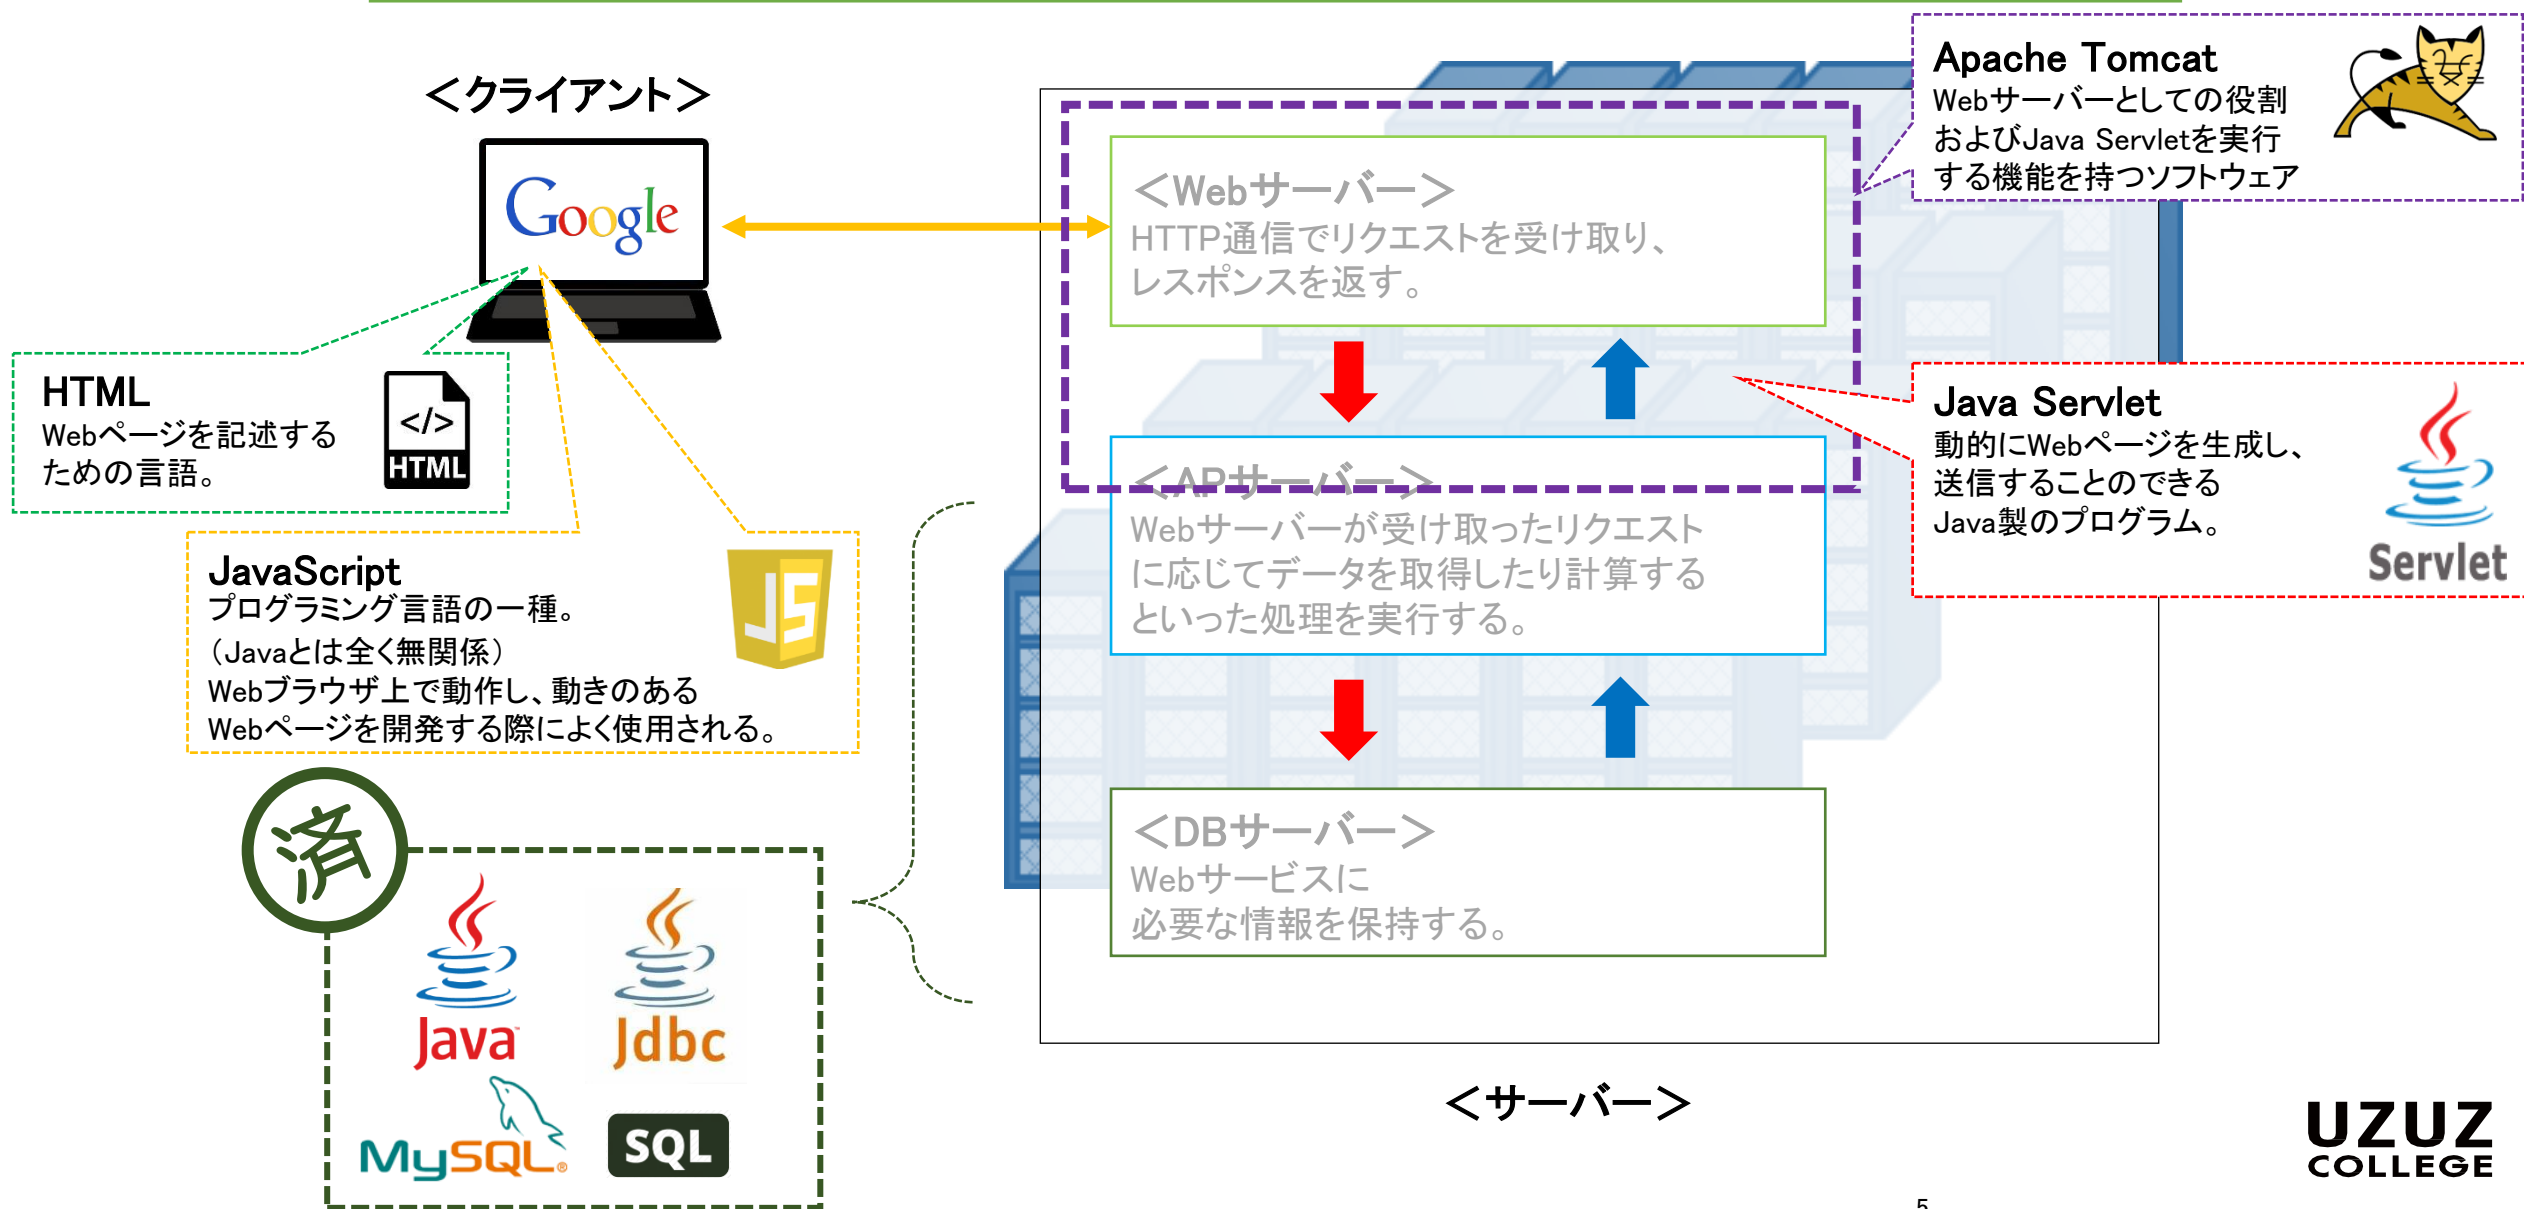 <クライアント>
Google
HTML
Webページを記述する
ための言語。
</>
HTML
JavaScript
プログラミング言語の一種。
（Javaとは全く無関係）
Webブラウザ上で動作し、動きのある
Webページを開発する際によく使用される。
JS
済
Java™
Jdbc
MySQL®
SQL
<Webサーバー>
HTTP通信でリクエストを受け取り、
レスポンスを返す。
<APサーバー>
Webサーバーが受け取ったリクエスト
に応じてデータを取得したり計算する
といった処理を実行する。
<DBサーバー>
Webサービスに
必要な情報を保持する。
<サーバー>
Apache Tomcat
Webサーバーとしての役割
およびJava Servletを実行
する機能を持つソフトウェア
Java Servlet
動的にWebページを生成し、
送信することのできる
Java製のプログラム。
Servlet
UZUZ
COLLEGE
5